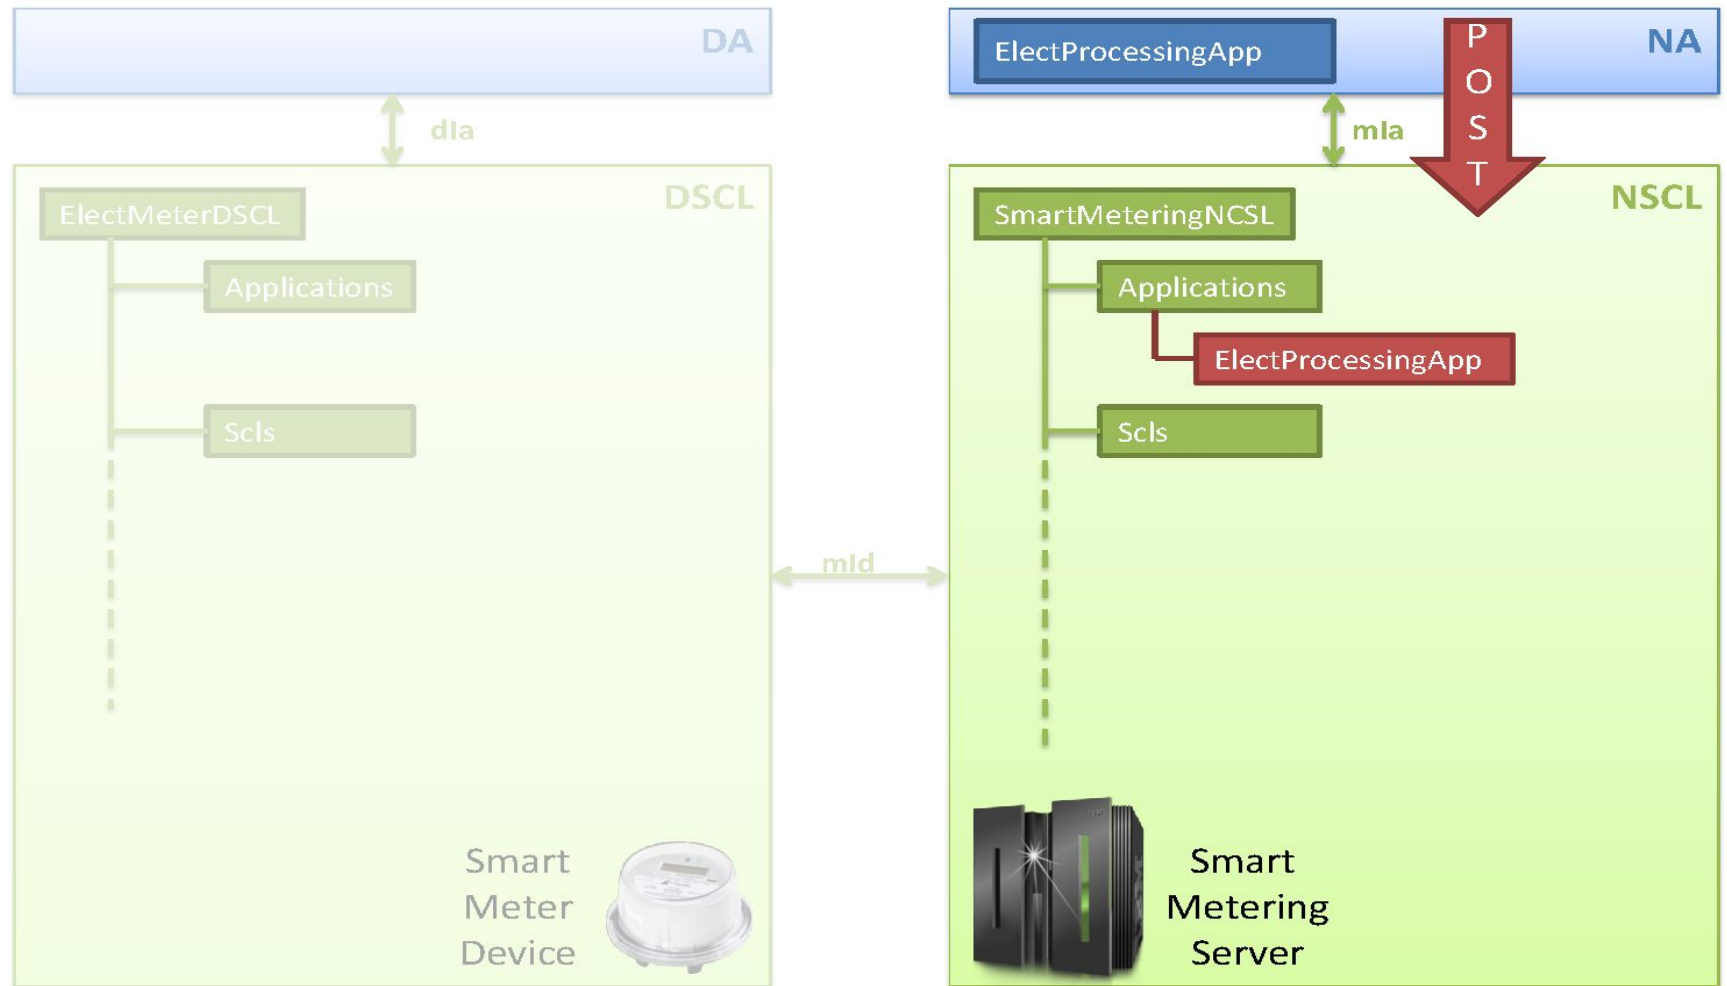 DA
dIa
DSCL
ElectMeterDSCL
Applications
Scls
Smart
Meter
Device
mId
ElectProcessingApp
NA
POST
mIa
NSCL
SmartMeteringNCSL
Applications
ElectProcessingApp
Scls
Smart
Metering
Server